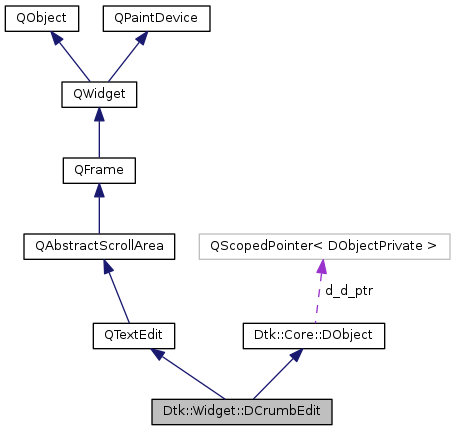 QObject
QPaintDevice
QWidget
QFrame
QAbstractScrollArea
QScopedPointer< DObjectPrivate >
d_d_ptr
QTextEdit
Dtk::Core::DObject
Dtk::Widget::DCrumbEdit